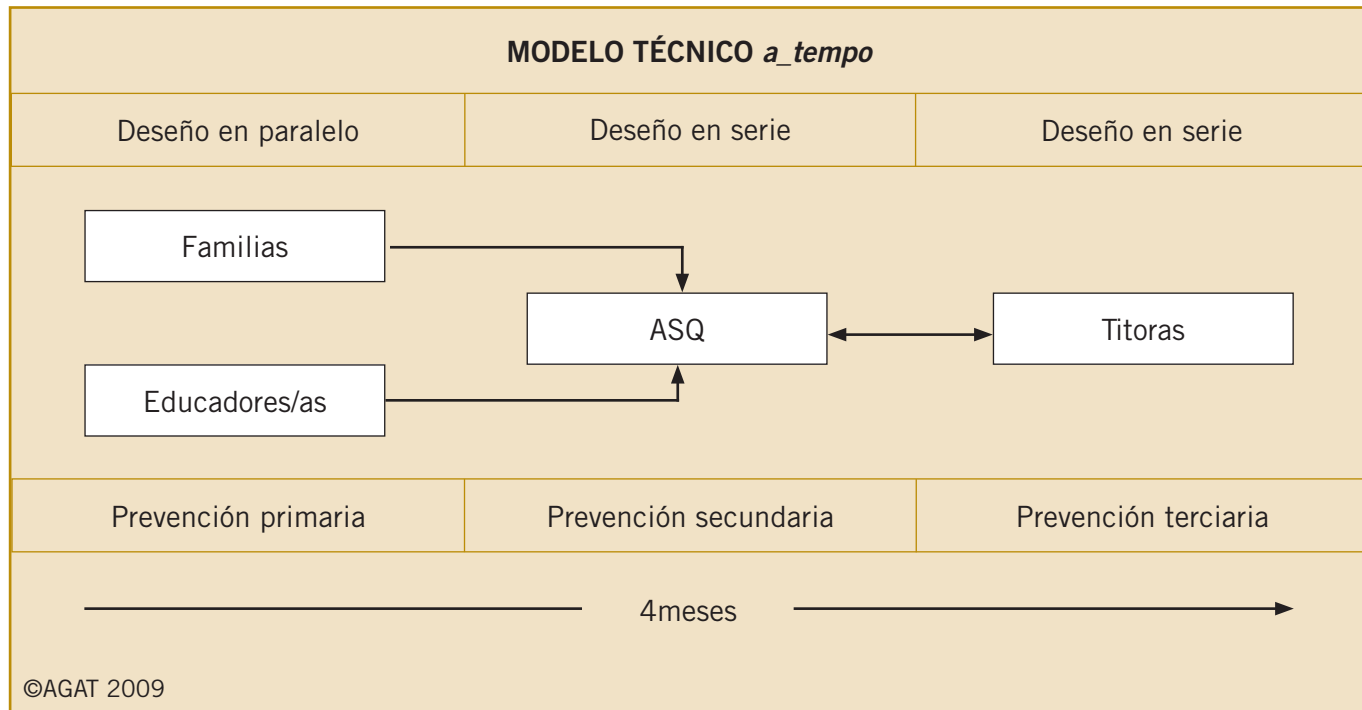 MODELO TÉCNICO a_tempo
Deseño en paralelo
Deseño en serie
Deseño en serie
Familias
ASQ
Titoras
Educadores/as
Prevención primaria
Prevención secundaria
Prevención terciaria
4meses
©AGAT 2009